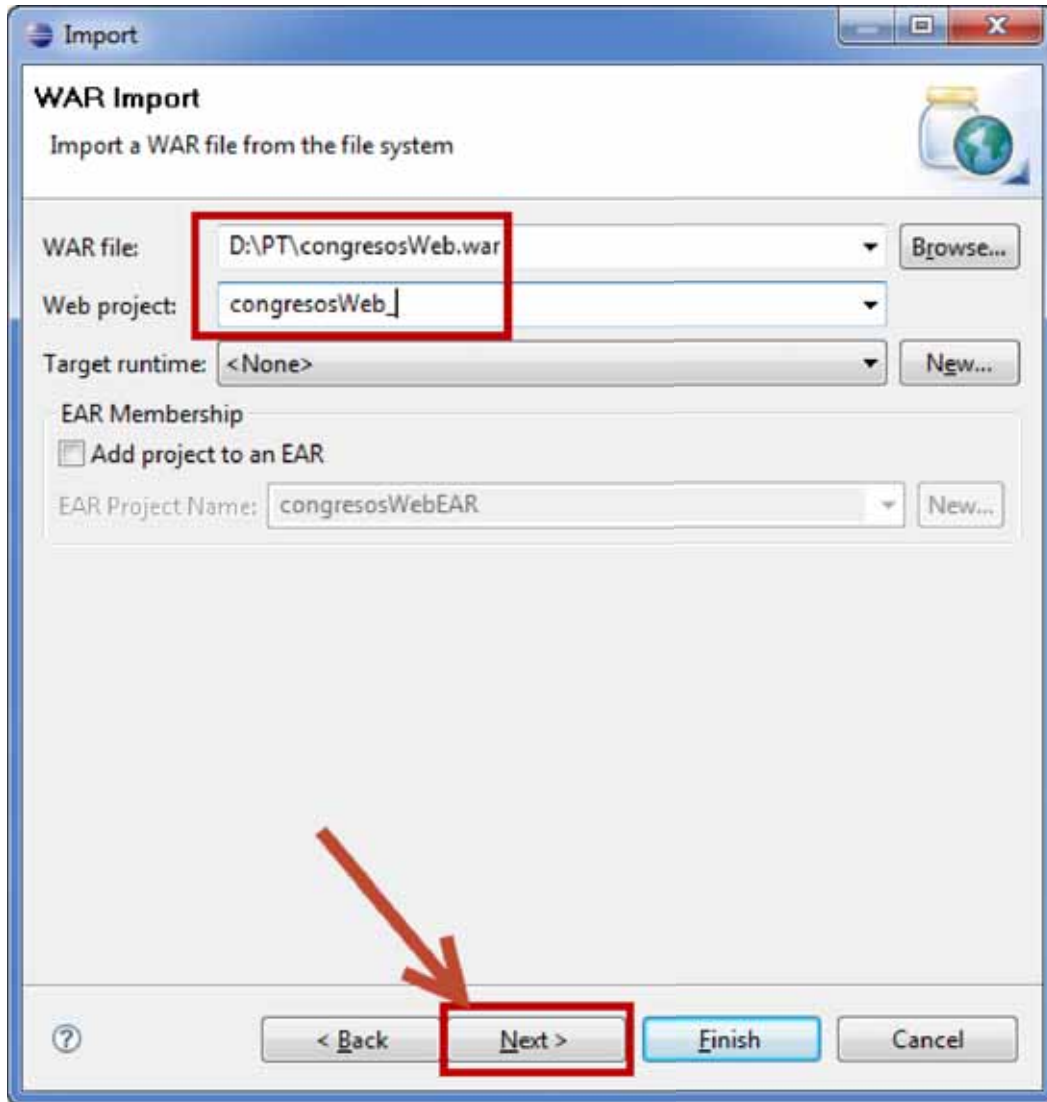 Import
WAR Import
Import a WAR file from the file system
WAR file: D:\PT\congresosWeb.war Browse...
Web project: congresosWeb_
Target runtime: <None> New...
EAR Membership
Add project to an EAR
EAR Project Name: congresosWebEAR New...
? < Back Next > Finish Cancel